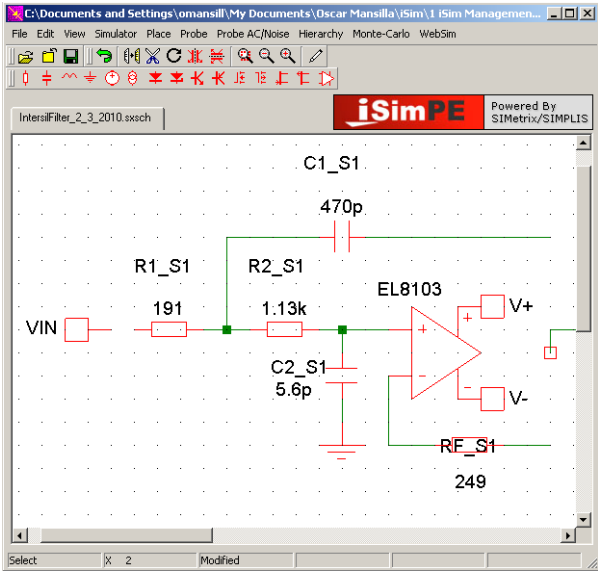 C:\Documents and Settings\omansill\My Documents\Oscar Mansilla\iSim\1 iSim Managemen...
File Edit View Simulator Place Probe Probe AC/Noise Hierarchy Monte-Carlo WebSim
IntersilFilter_2_3_2010.sxsch
iSimPE
Powered By
SIMetrix/SIMPLIS
C1_S1
470p
R1_S1 R2_S1
191 1.13k
EL8103
VIN
V+
+
+
C2_S1
5.6p
-
-
V-
RF_S1
249
Select X 2 Modified